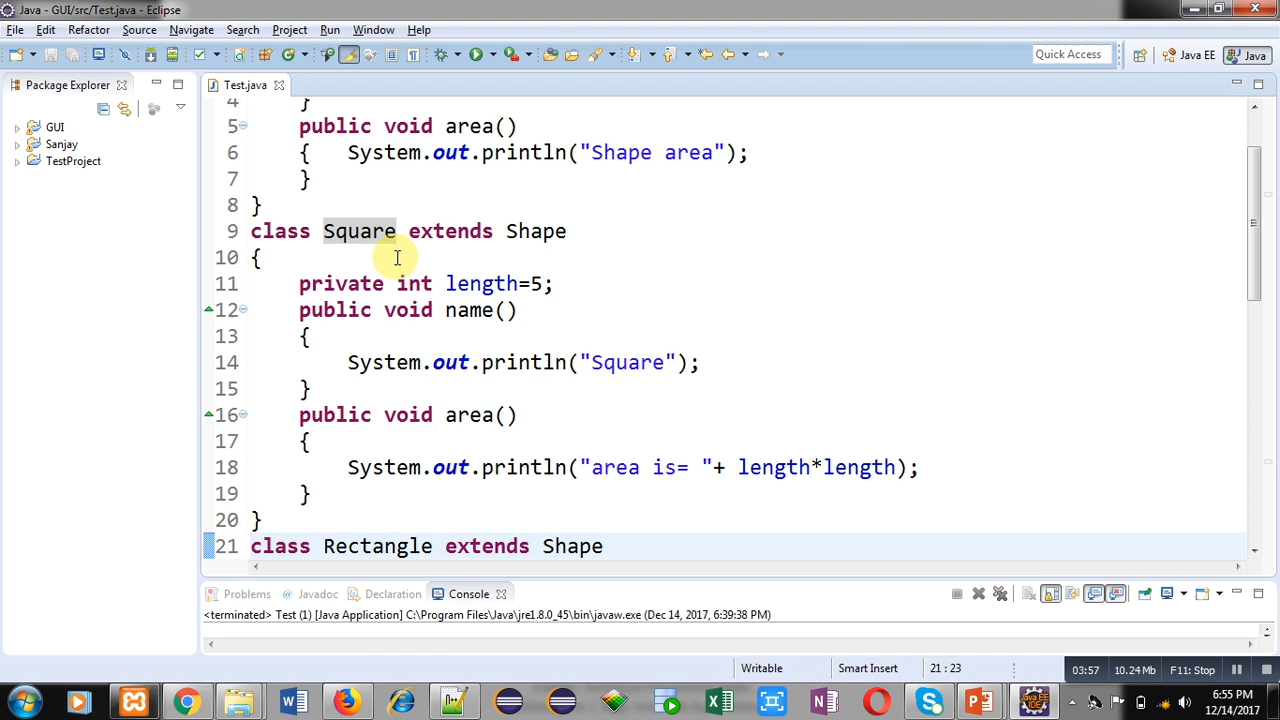 Java - GUI/src/Test.java - Eclipse
File Edit Refactor Source Navigate Search Project Run Window Help
Quick Access
Java EE
Java
Package Explorer
Test.java
GUI
Sanjay
TestProject
4 }
5 public void area()
6 { System.out.println("Shape area");
7 }
8 }
9 class Square extends Shape
10 {
11 private int length=5;
12 public void name()
13 {
14 System.out.println("Square");
15 }
16 public void area()
17 {
18 System.out.println("area is= "+ length*length);
19 }
20 }
21 class Rectangle extends Shape
Problems @ Javadoc Declaration Console
<terminated> Test (1) [Java Application] C:\Program Files\Java\jre1.8.0_45\bin\javaw.exe (Dec 14, 2017, 6:39:38 PM)
Writable Smart Insert 21 : 23
03:57 10.24 Mb F11: Stop
6:55 PM
12/14/2017